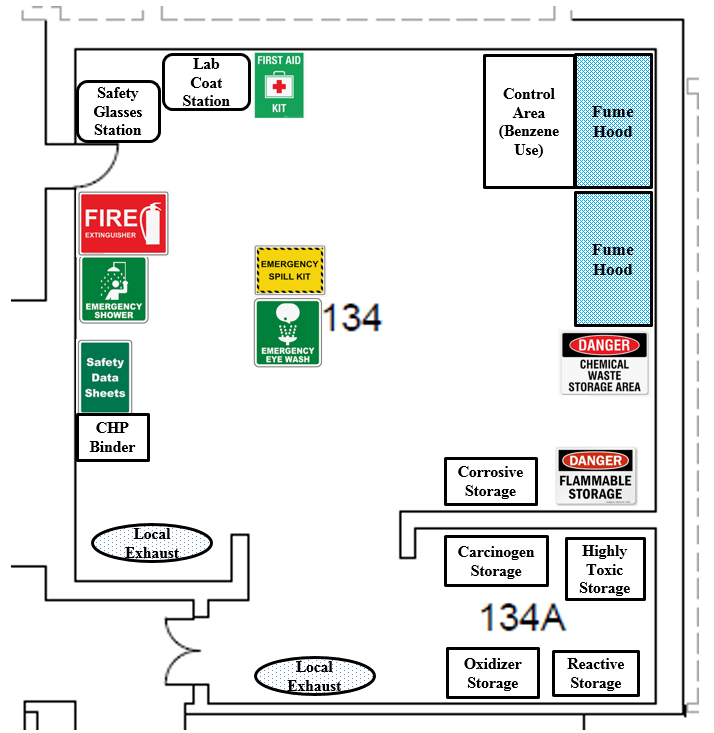 Safety
Glasses
Station
Lab
Coat
Station
FIRST AID
KIT
Control
Area
(Benzene
Use)
Fume
Hood
FIRE
EXTINGUISHER
EMERGENCY
SHOWER
EMERGENCY
SPILL KIT
EMERGENCY
EYE WASH
134
Fume
Hood
Safety
Data
Sheets
CHP
Binder
DANGER
CHEMICAL
WASTE
STORAGE AREA
Corrosive
Storage
DANGER
FLAMMABLE
STORAGE
Local
Exhaust
Carcinogen
Storage
Highly
Toxic
Storage
134A
Local
Exhaust
Oxidizer
Storage
Reactive
Storage